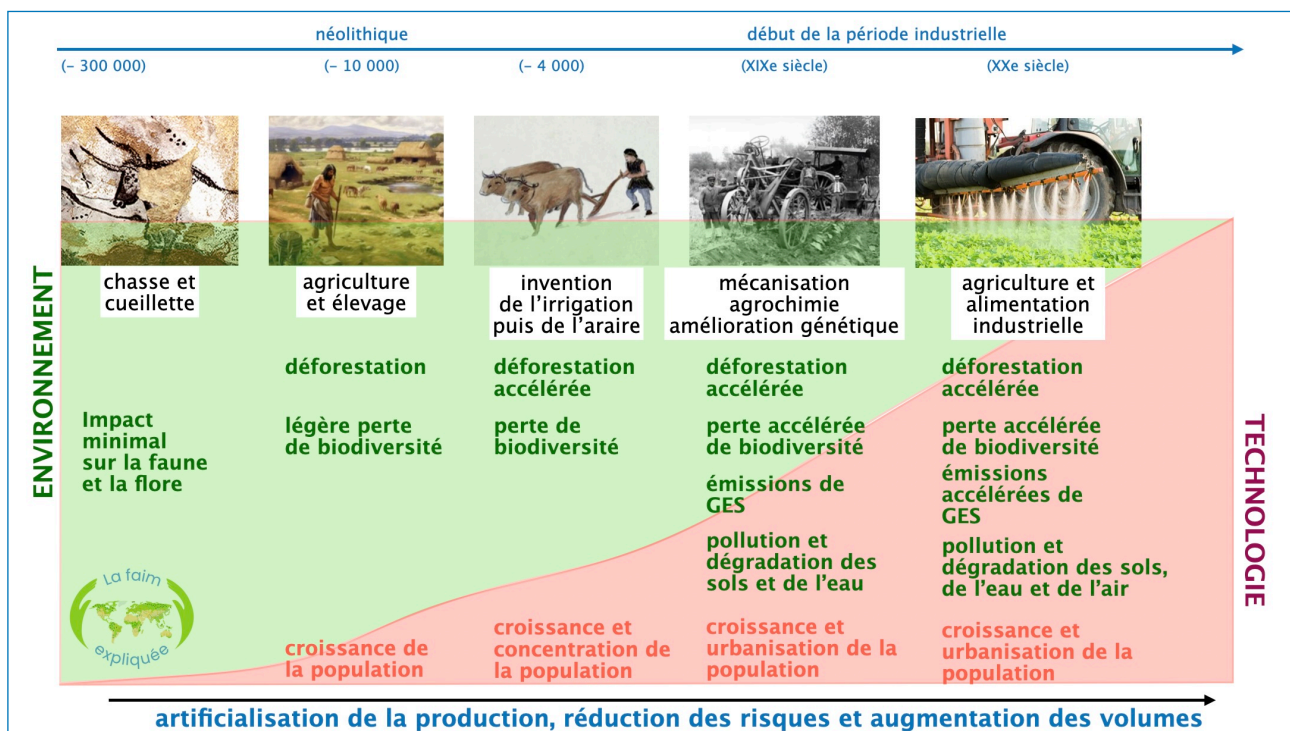 néolithique
début de la période industrielle
(– 300 000)
(– 10 000)
(– 4 000)
(XIXe siècle)
(XXe siècle)
chasse et
cueillette
agriculture
et élevage
invention
de l’irrigation
puis de l’araire
mécanisation
agrochimie
amélioration génétique
agriculture et
alimentation
industrielle
ENVIRONNEMENT
Impact
minimal
sur la faune
et la flore
déforestation
légère perte
de biodiversité
déforestation
accélérée
perte de
biodiversité
déforestation
accélérée
perte accélérée
de biodiversité
émissions de
GES
pollution et
dégradation des
sols et de l’eau
déforestation
accélérée
perte accélérée
de biodiversité
émissions
accélérées de
GES
pollution et
dégradation des sols,
de l’eau et de l’air
TECHNOLOGIE
La faim
expliquée
croissance de
la population
croissance et
concentration de
la population
croissance et
urbanisation de la
population
croissance et
urbanisation de la
population
artificialisation de la production, réduction des risques et augmentation des volumes